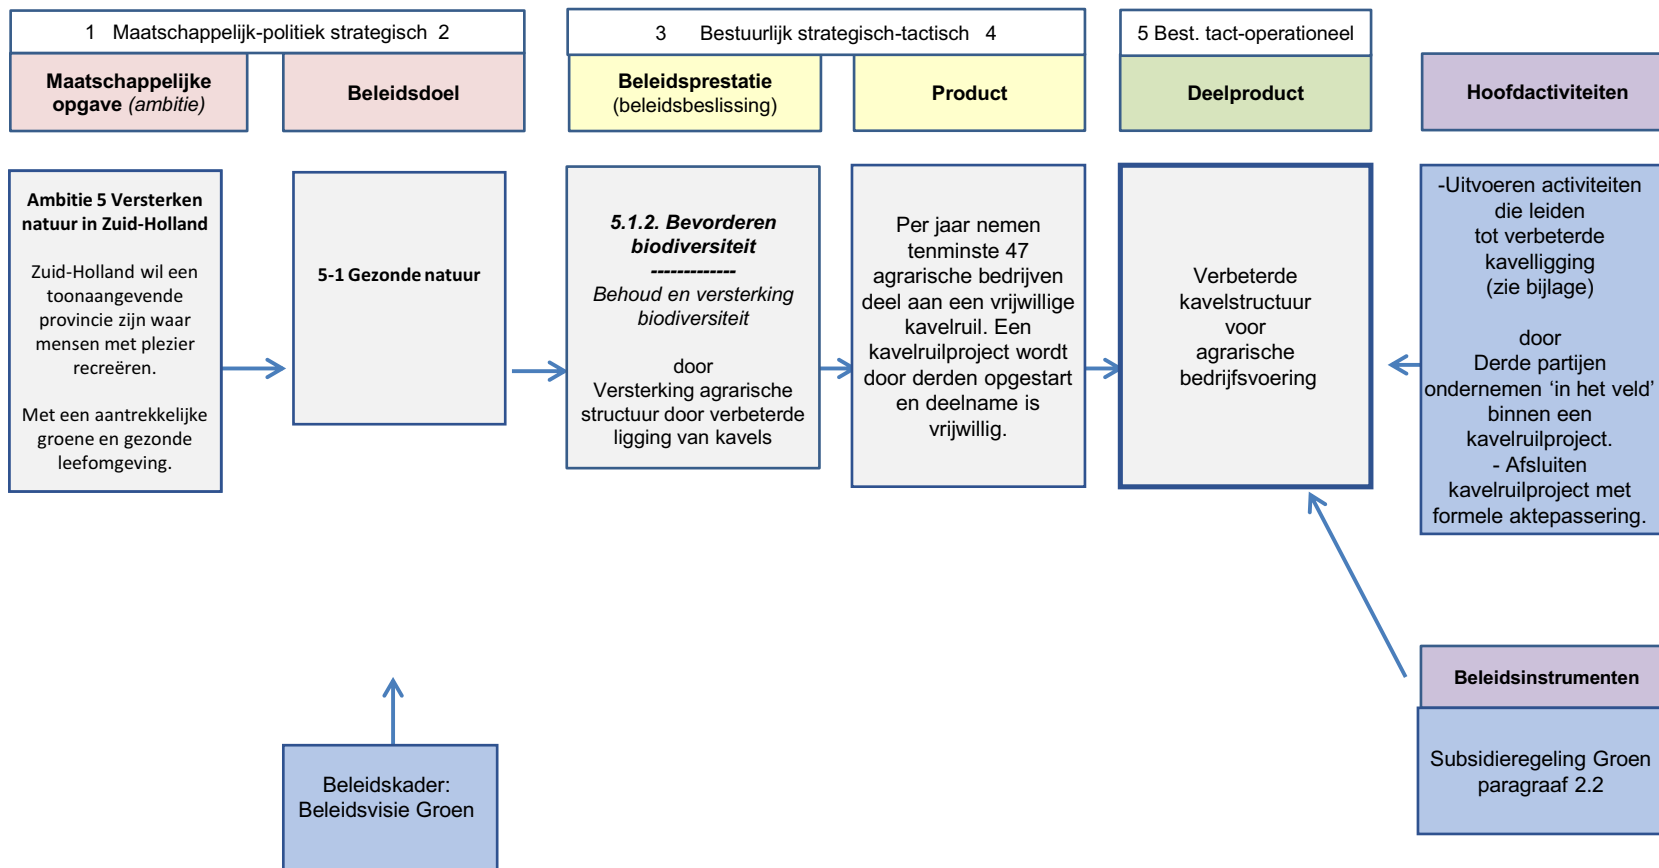 1 Maatschappelijk-politiek strategisch 2
3 Bestuurlijk strategisch-tactisch 4
5 Best. tact-operationeel
Maatschappelijke
opgave (ambitie)
Beleidsdoel
Beleidsprestatie
(beleidsbeslissing)
Product
Deelproduct
Hoofdactiviteiten
Ambitie 5 Versterken
natuur in Zuid-Holland
Zuid-Holland wil een
toonaangevende
provincie zijn waar
mensen met plezier
recreëren.
Met een aantrekkelijke
groene en gezonde
leefomgeving.
5-1 Gezonde natuur
5.1.2. Bevorderen
biodiversiteit
-------------
Behoud en versterking
biodiversiteit
door
Versterking agrarische
structuur door verbeterde
ligging van kavels
Per jaar nemen
tenminste 47
agrarische bedrijven
deel aan een vrijwillige
kavelruil. Een
kavelruilproject wordt
door derden opgestart
en deelname is
vrijwillig.
Verbeterde
kavelstructuur
voor
agrarische
bedrijfsvoering
-Uitvoeren activiteiten
die leiden
tot verbeterde
kavelligging
(zie bijlage)
door
Derde partijen
ondernemen ‘in het veld’
binnen een
kavelruilproject.
- Afsluiten
kavelruilproject met
formele aktepassering.
Beleidsinstrumenten
Subsidieregeling Groen
paragraaf 2.2
Beleidskader:
Beleidsvisie Groen